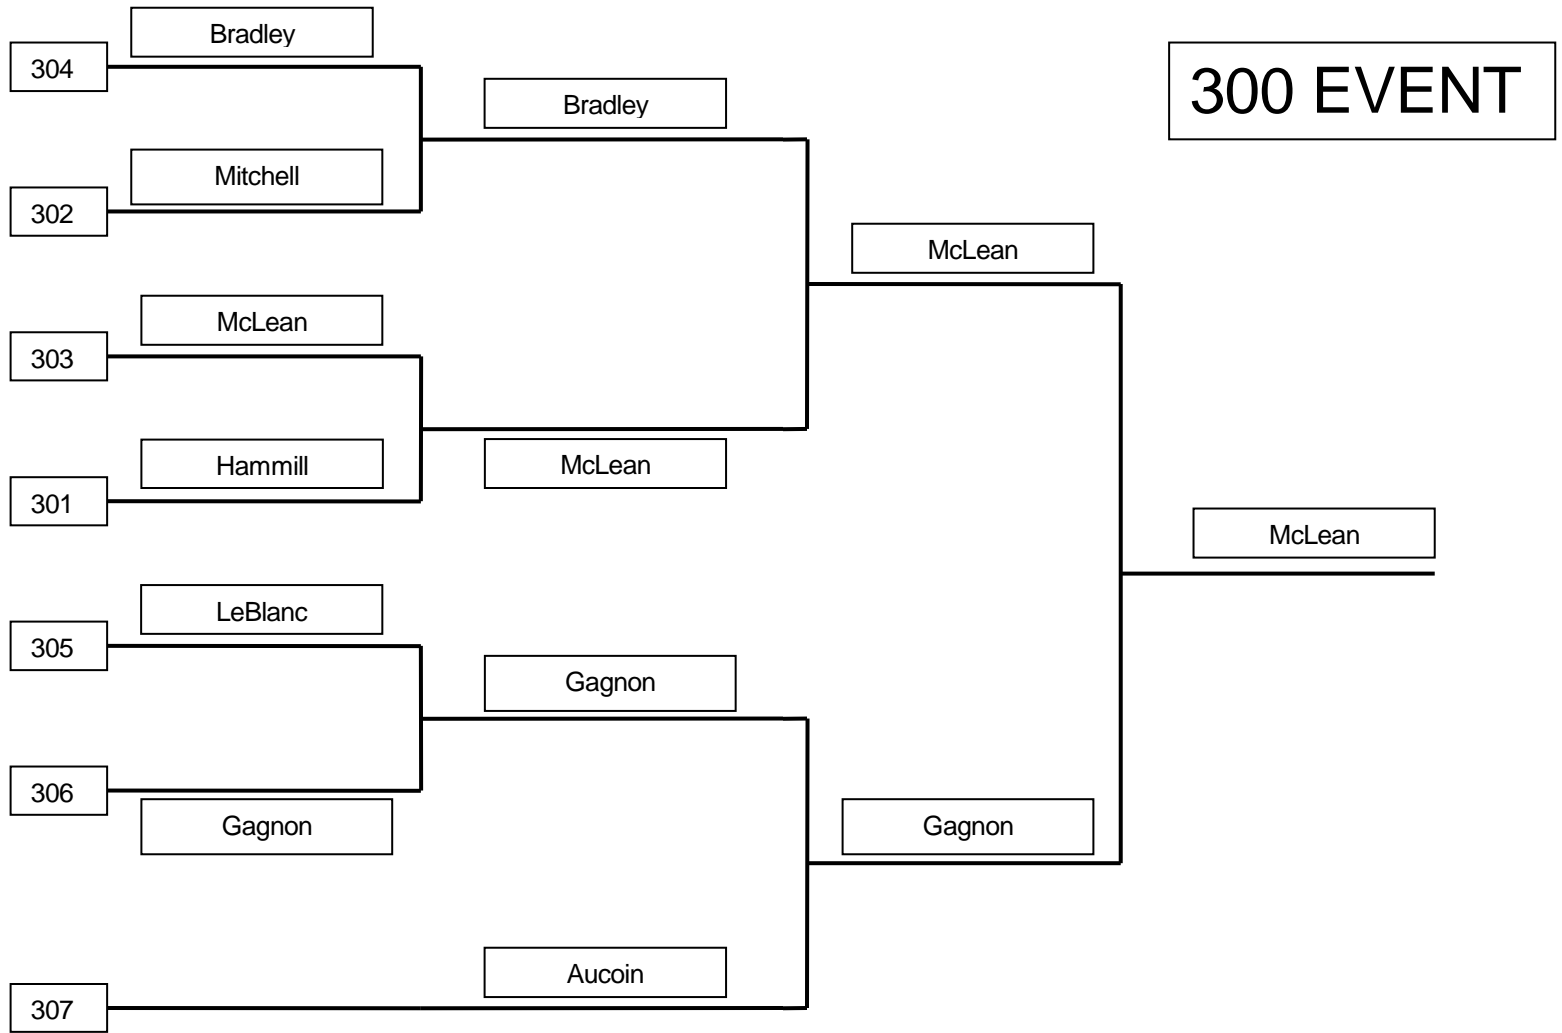 Bradley
304
300 EVENT
Bradley
Mitchell
302
McLean
McLean
303
Hammill
McLean
301
McLean
LeBlanc
305
Gagnon
306
Gagnon
Gagnon
Aucoin
307